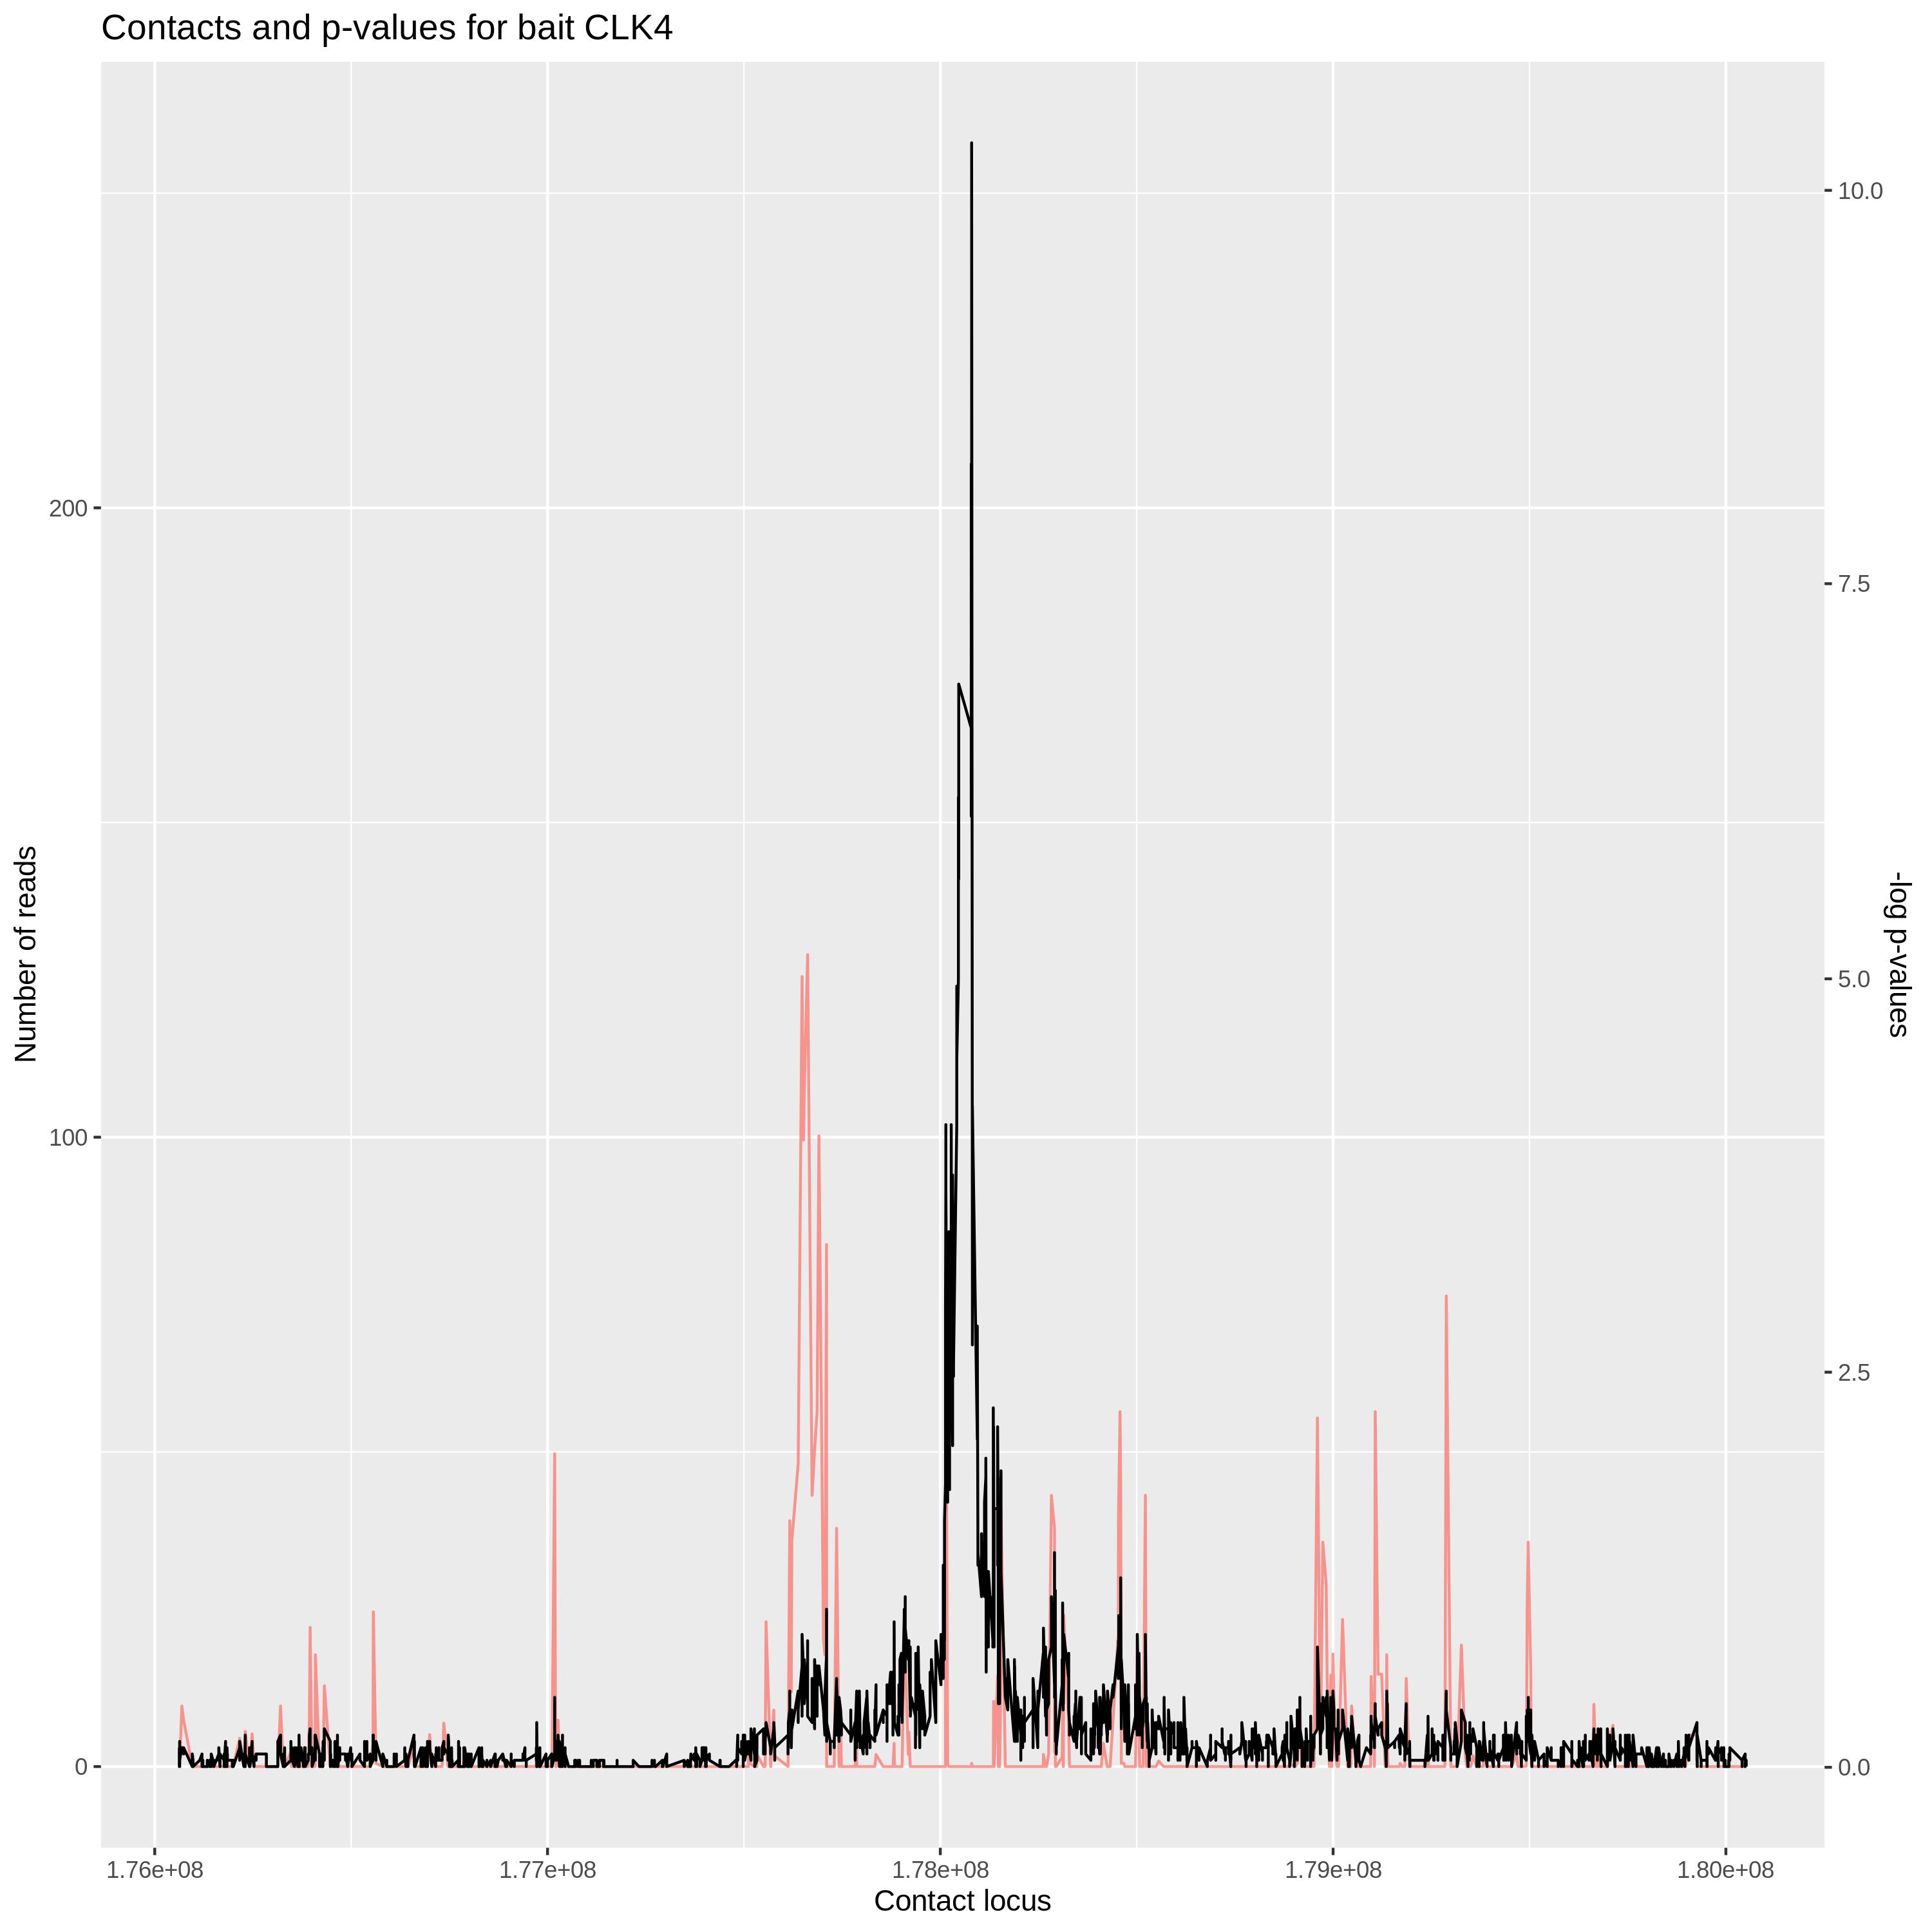 Contacts and p-values for bait CLK4
Number of reads
200
100
0
10.0
7.5
5.0
2.5
0.0
-log p-values
1.76e+08 1.77e+08 1.78e+08 1.79e+08 1.80e+08
Contact locus